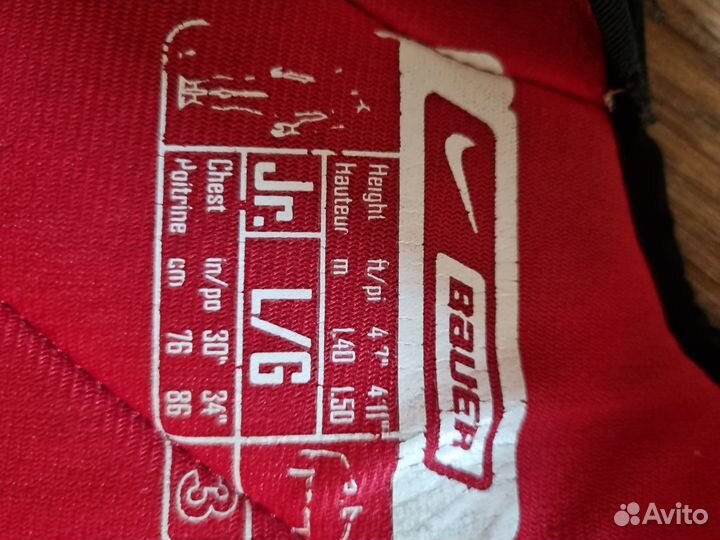 BAUER
Height ft/pi 4'7" 4'11"
Hauteur m 1.40 1.50
Jr. L/G
Chest in/po 30" 34"
Poitrine cm 76 86
3
Avito